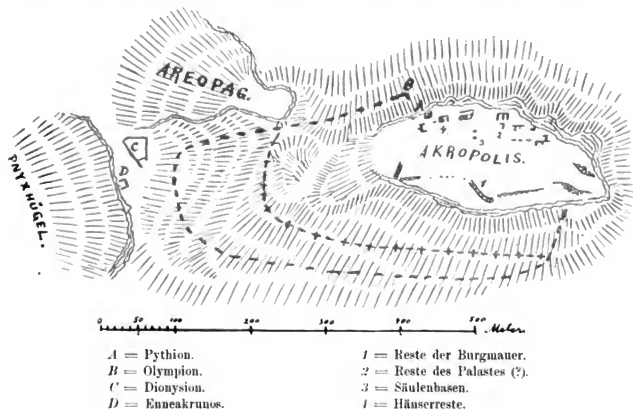 AREOPAG.
B
AKROPOLIS.
C
D
PNYXHÜGEL.
0 50 100 200 300 400 500 Meter.
A = Pythion.
B = Olympion.
C = Dionysion.
D = Enneakrunos.
1 = Reste der Burgmauer.
2 = Reste des Palastes (?).
3 = Säulenbasen.
4 = Häuserreste.